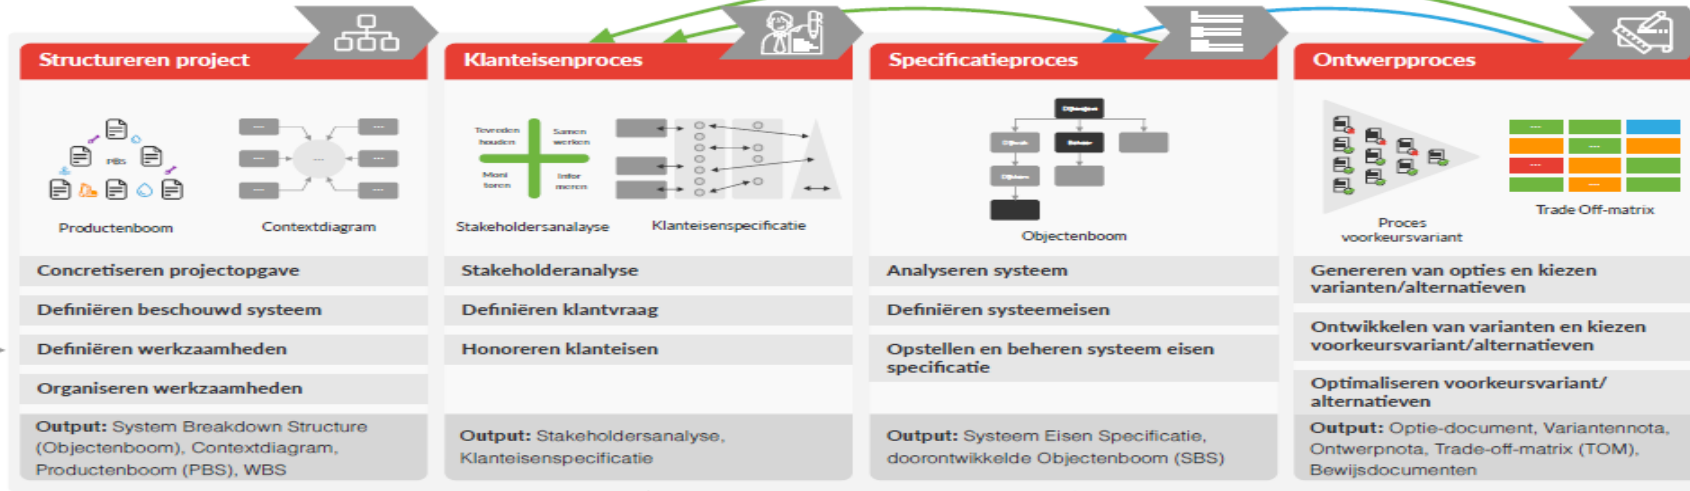 Structureren project
PBS
Productenboom
...
...
...
...
...
...
...
Contextdiagram
Concretiseren projectopgave
Definiëren beschouwd systeem
Definiëren werkzaamheden
Organiseren werkzaamheden
Output: System Breakdown Structure
(Objectenboom), Contextdiagram,
Productenboom (PBS), WBS
Klanteisenproces
Tevreden
houden
Samen
werken
Moni
toren
Infor
meren
Stakeholdersanalayse
Klanteisenspecificatie
Stakeholderanalyse
Definiëren klantvraag
Honoreren klanteisen
Output: Stakeholdersanalyse,
Klanteisenspecificatie
Specificatieproces
Objectenboom
Analyseren systeem
Definiëren systeemeisen
Opstellen en beheren systeem eisen
specificatie
Output: Systeem Eisen Specificatie,
doorontwikkelde Objectenboom (SBS)
Ontwerpproces
Proces
voorkeursvariant
...
...
...
...
Trade Off-matrix
Genereren van opties en kiezen
varianten/alternatieven
Ontwikkelen van varianten en kiezen
voorkeursvariant/alternatieven
Optimaliseren voorkeursvariant/
alternatieven
Output: Optie-document, Variantennota,
Ontwerpnota, Trade-off-matrix (TOM),
Bewijsdocumenten